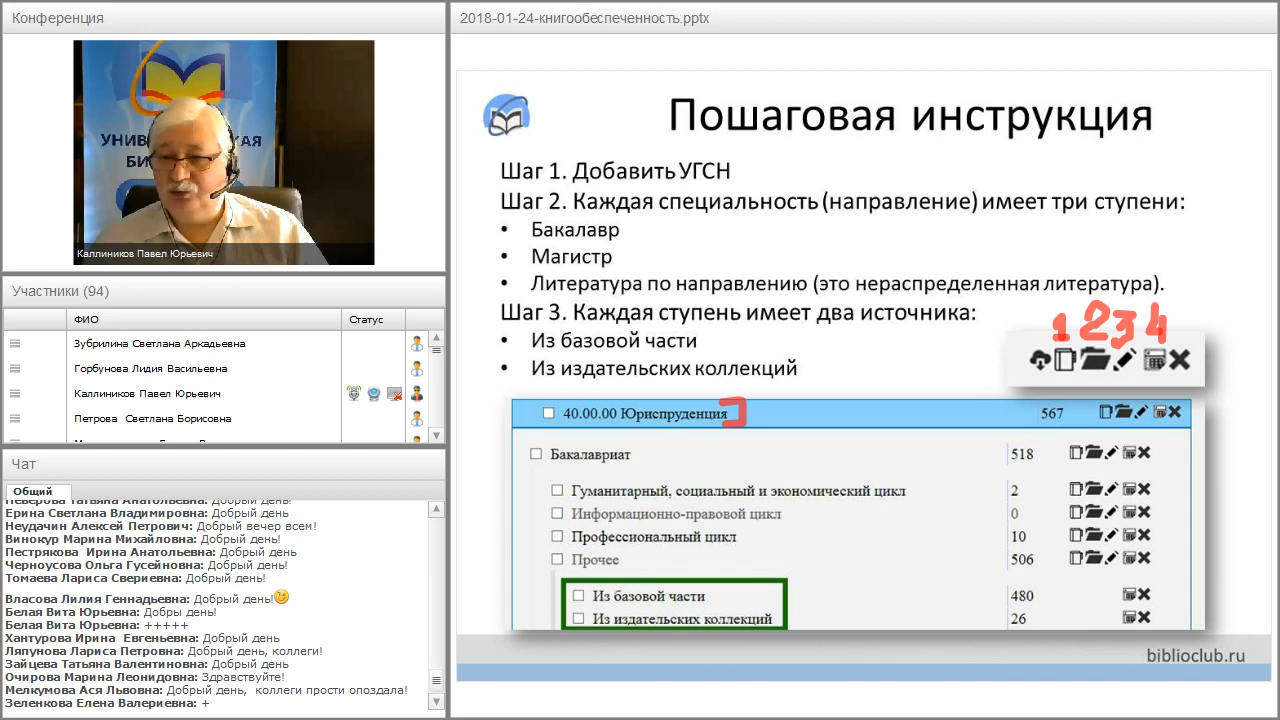 Конференция
УНИВ
СКАЯ
БИ
Каллиников Павел Юрьевич
Участники (94)
ФИО
Статус
Зубрилина Светлана Аркадьевна
Горбунова Лидия Васильевна
Каллиников Павел Юрьевич
Петрова Светлана Борисовна
Чат
Общий
Неверова Татьяна Анатольевна: Добрый день!
Ерина Светлана Владимировна: Добрый день
Неудачин Алексей Петрович: Добрый вечер всем!
Винокур Марина Михайловна: Добрый день!
Пестрякова Ирина Анатольевна: Добрый день
Черноусова Ольга Гусейновна: Добрый день!
Томаева Лариса Свериевна: Добрый день!
Власова Лилия Геннадьевна: Добрый день!
Белая Вита Юрьевна: Добры день!
Белая Вита Юрьевна: +++++
Хантурова Ирина Евгеньевна: Добрый день
Ляпунова Лариса Петровна: Добрый день, коллеги!
Зайцева Татьяна Валентиновна: Добрый день
Очирова Марина Леонидовна: Здравствуйте!
Мелкумова Ася Львовна: Добрый день, коллеги прости опоздала!
Зеленкова Елена Валериевна: +
2018-01-24-книгообеспеченность.pptx
Пошаговая инструкция
Шаг 1. Добавить УГСН
Шаг 2. Каждая специальность (направление) имеет три ступени:
• Бакалавр
• Магистр
• Литература по направлению (это нераспределенная литература).
Шаг 3. Каждая ступень имеет два источника:
• Из базовой части
• Из издательских коллекций
1 2 3 4
40.00.00 Юриспруденция 567
Бакалавриат 518
Гуманитарный, социальный и экономический цикл 2
Информационно-правовой цикл 0
Профессиональный цикл 10
Прочее 506
Из базовой части 480
Из издательских коллекций 26
biblioclub.ru